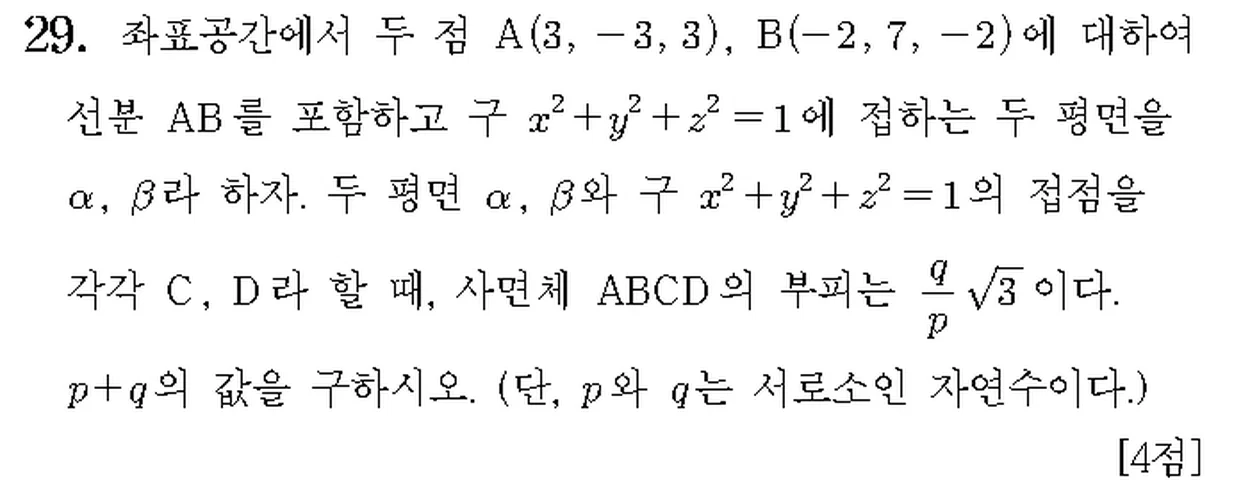 29. 좌표공간에서 두 점 A(3, −3, 3), B(−2, 7, −2)에 대하여
선분 AB를 포함하고 구 x²+y²+z²=1에 접하는 두 평면을
α, β라 하자. 두 평면 α, β와 구 x²+y²+z²=1의 접점을
각각 C, D라 할 때, 사면체 ABCD의 부피는 q/p √3 이다.
p+q의 값을 구하시오. (단, p와 q는 서로소인 자연수이다.)
[4점]